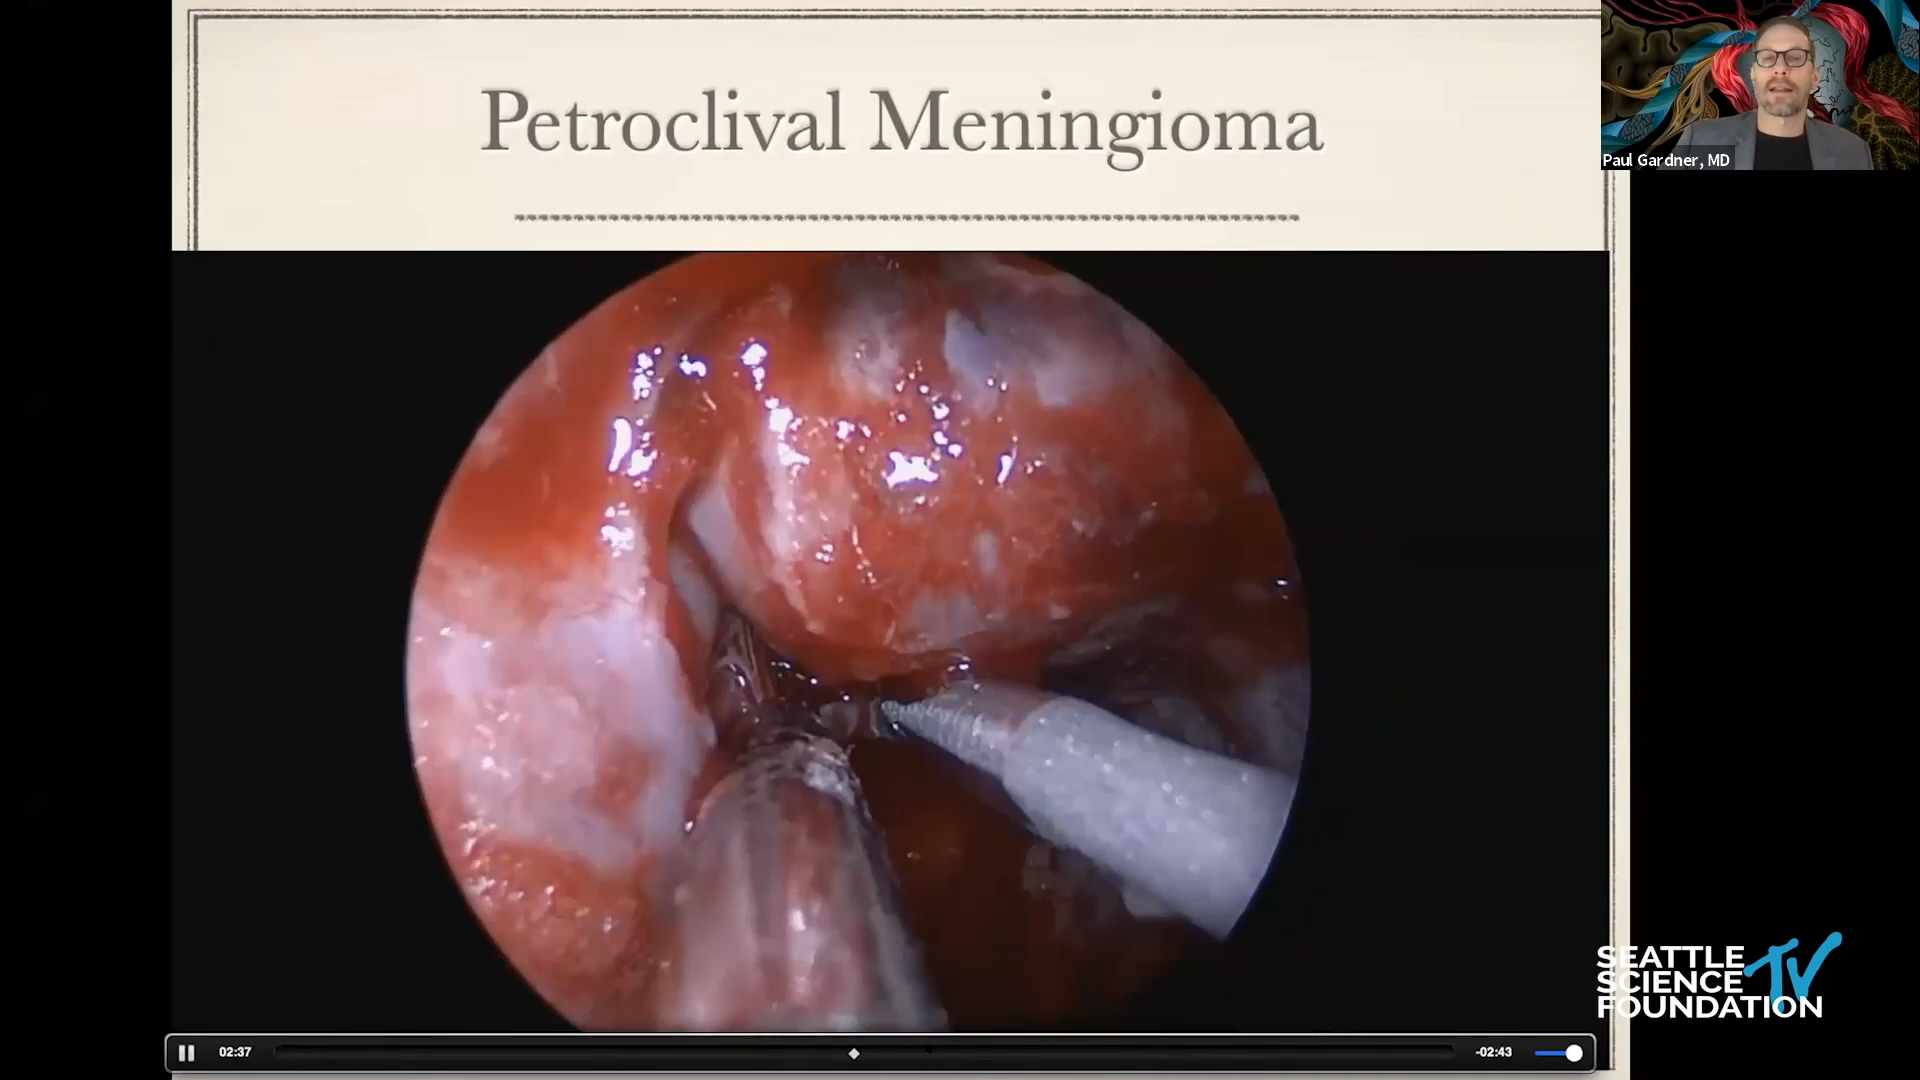 Petroclival Meningioma
Paul Gardner, MD
SEATTLE
SCIENCE TV
FOUNDATION
02:37
-02:43